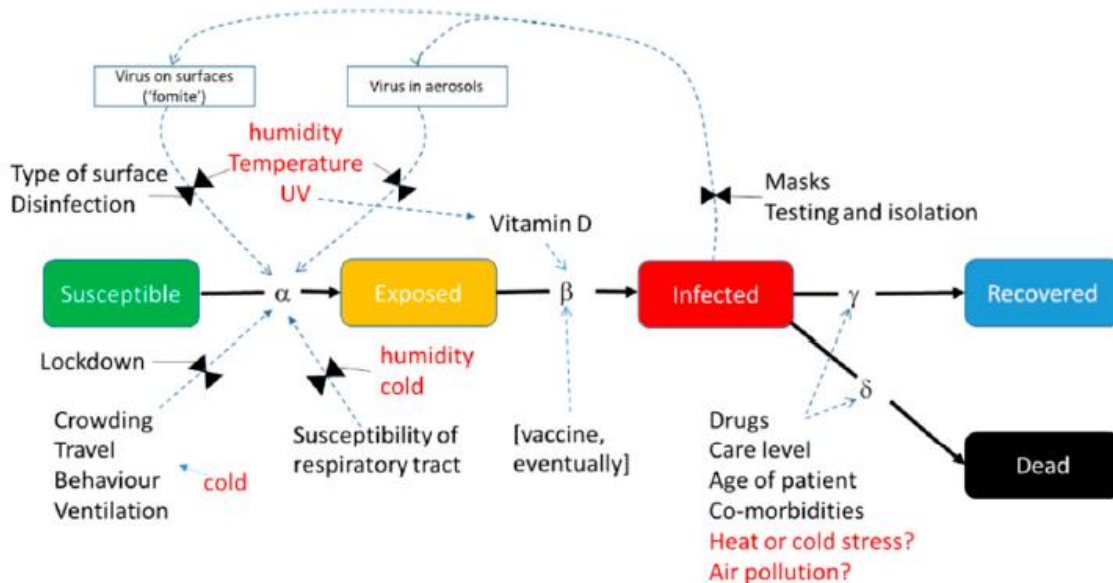 Virus on surfaces
('fomite')
Virus in aerosols
humidity
Temperature
UV
Type of surface
Disinfection
Masks
Testing and isolation
Vitamin D
Susceptible
α
Exposed
β
Infected
γ
Recovered
Lockdown
humidity
cold
δ
Crowding
Travel
Behaviour
Ventilation
cold
Susceptibility of
respiratory tract
[vaccine,
eventually]
Drugs
Care level
Age of patient
Co-morbidities
Heat or cold stress?
Air pollution?
Dead